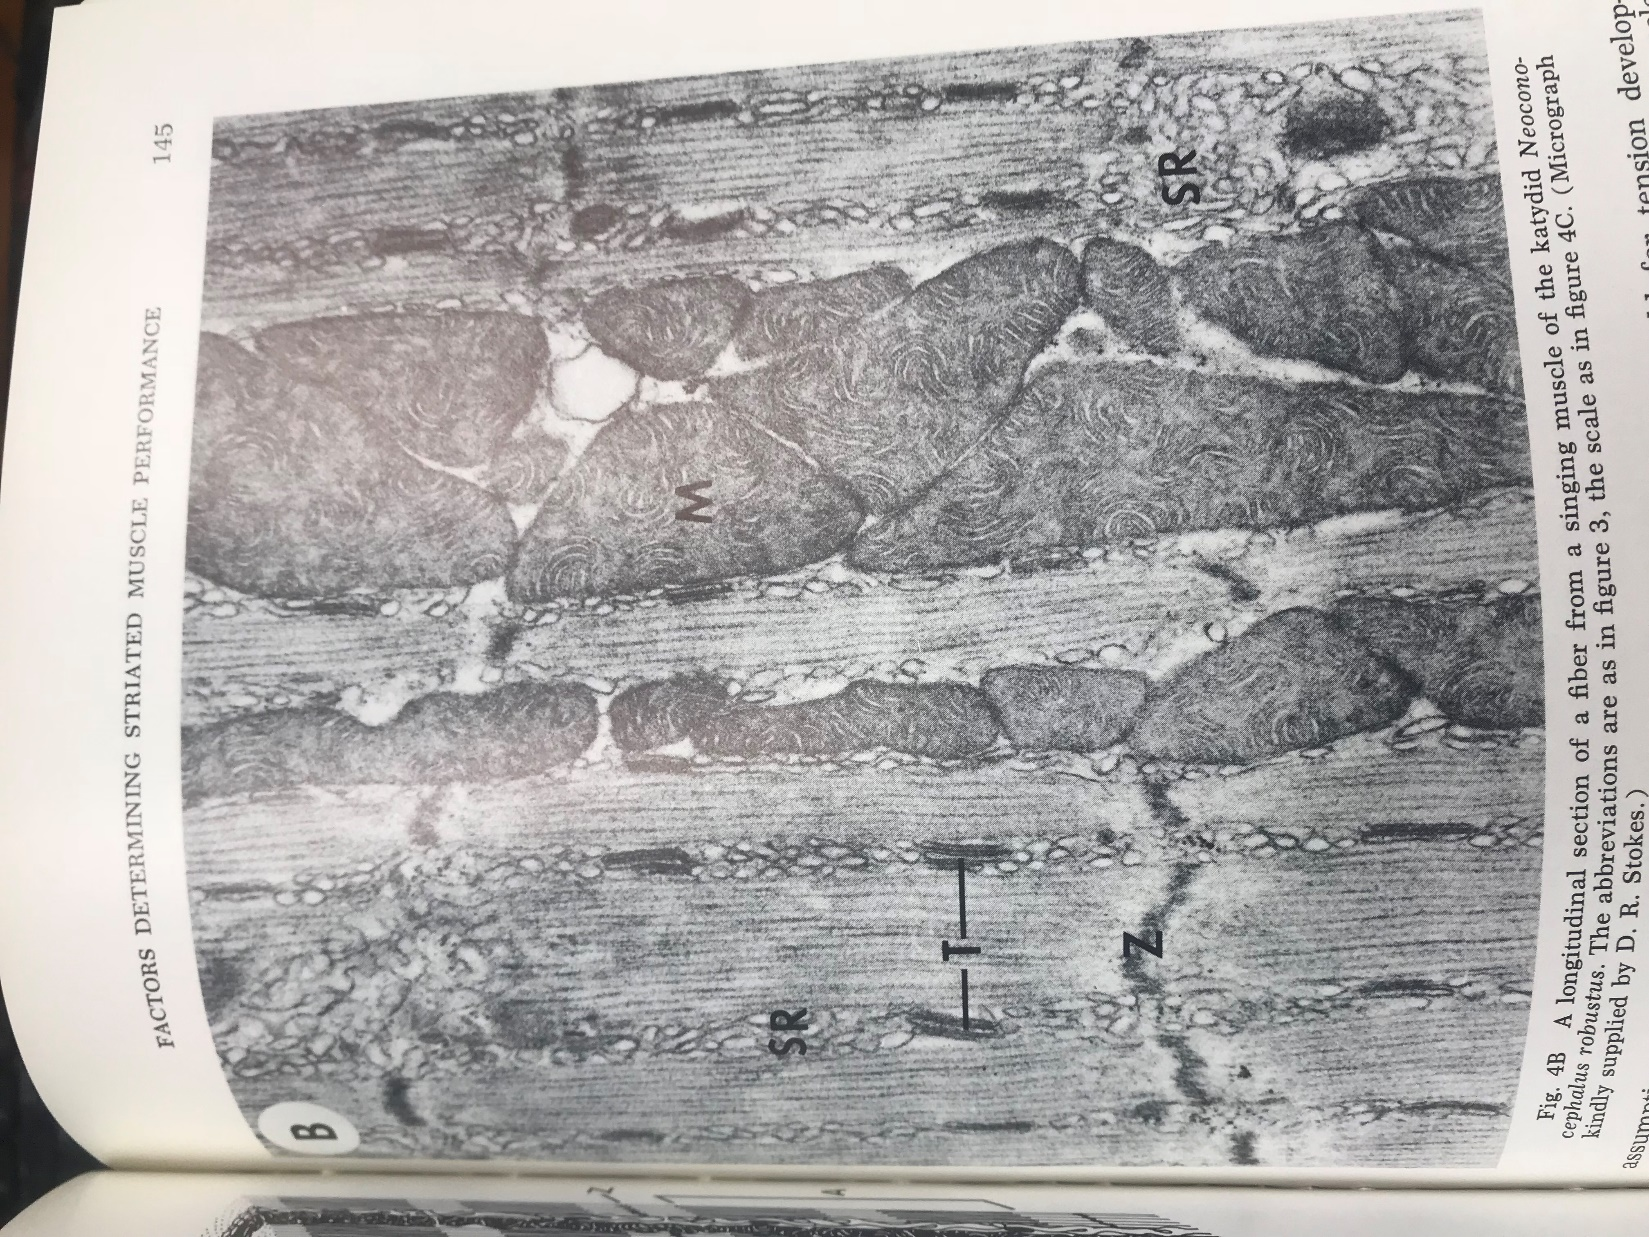 FACTORS DETERMINING STRIATED MUSCLE PERFORMANCE 145
B
M
SR
SR
T
Z
Fig. 4B A longitudinal section of a fiber from a singing muscle of the katydid Neocono-
cephalus robustus. The abbreviations are as in figure 3, the scale as in figure 4C. (Micrograph
kindly supplied by D. R. Stokes.)
tension develop-
Z
A